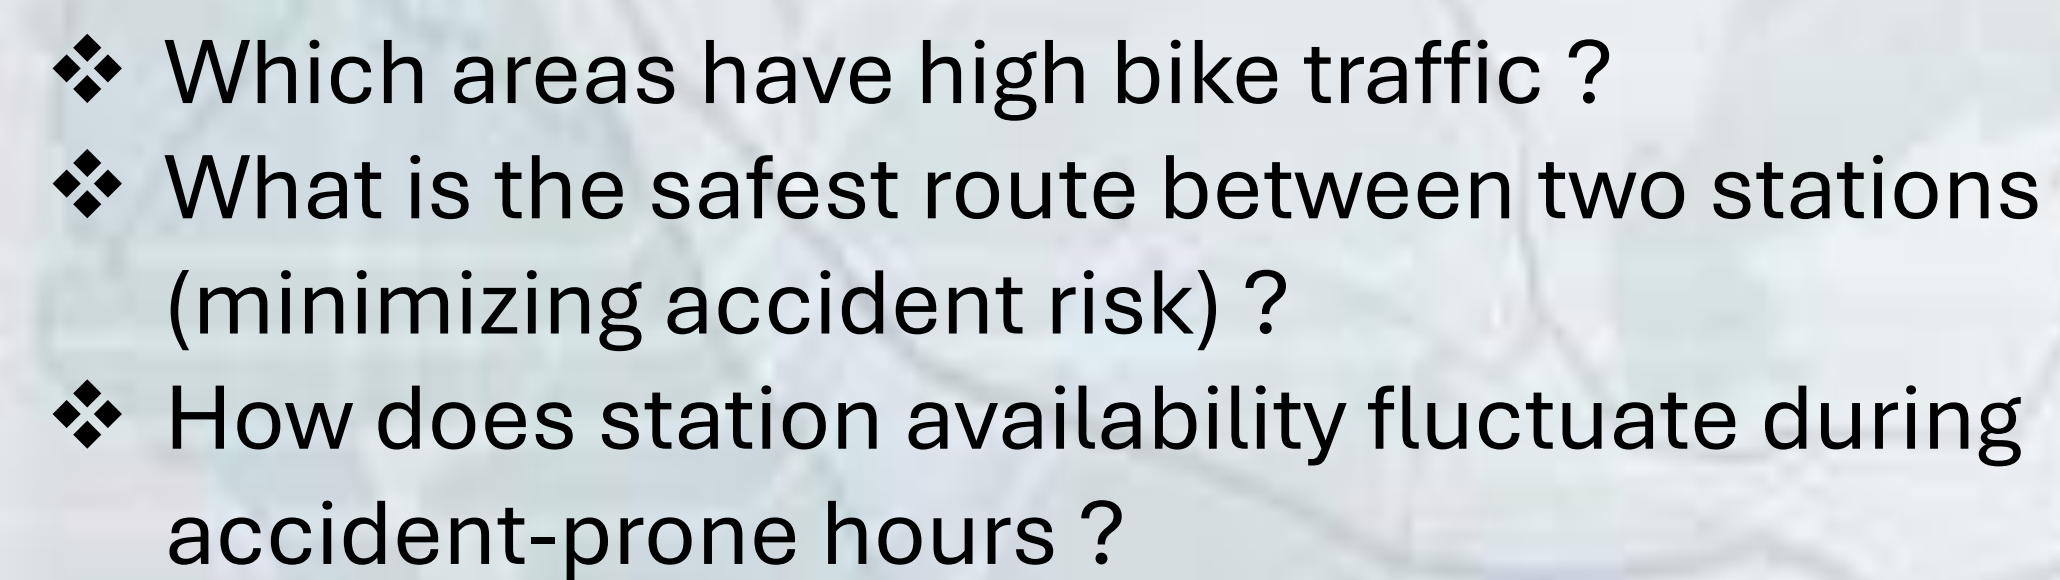 ❖ Which areas have high bike traffic ?
❖ What is the safest route between two stations
(minimizing accident risk) ?
❖ How does station availability fluctuate during
accident-prone hours ?